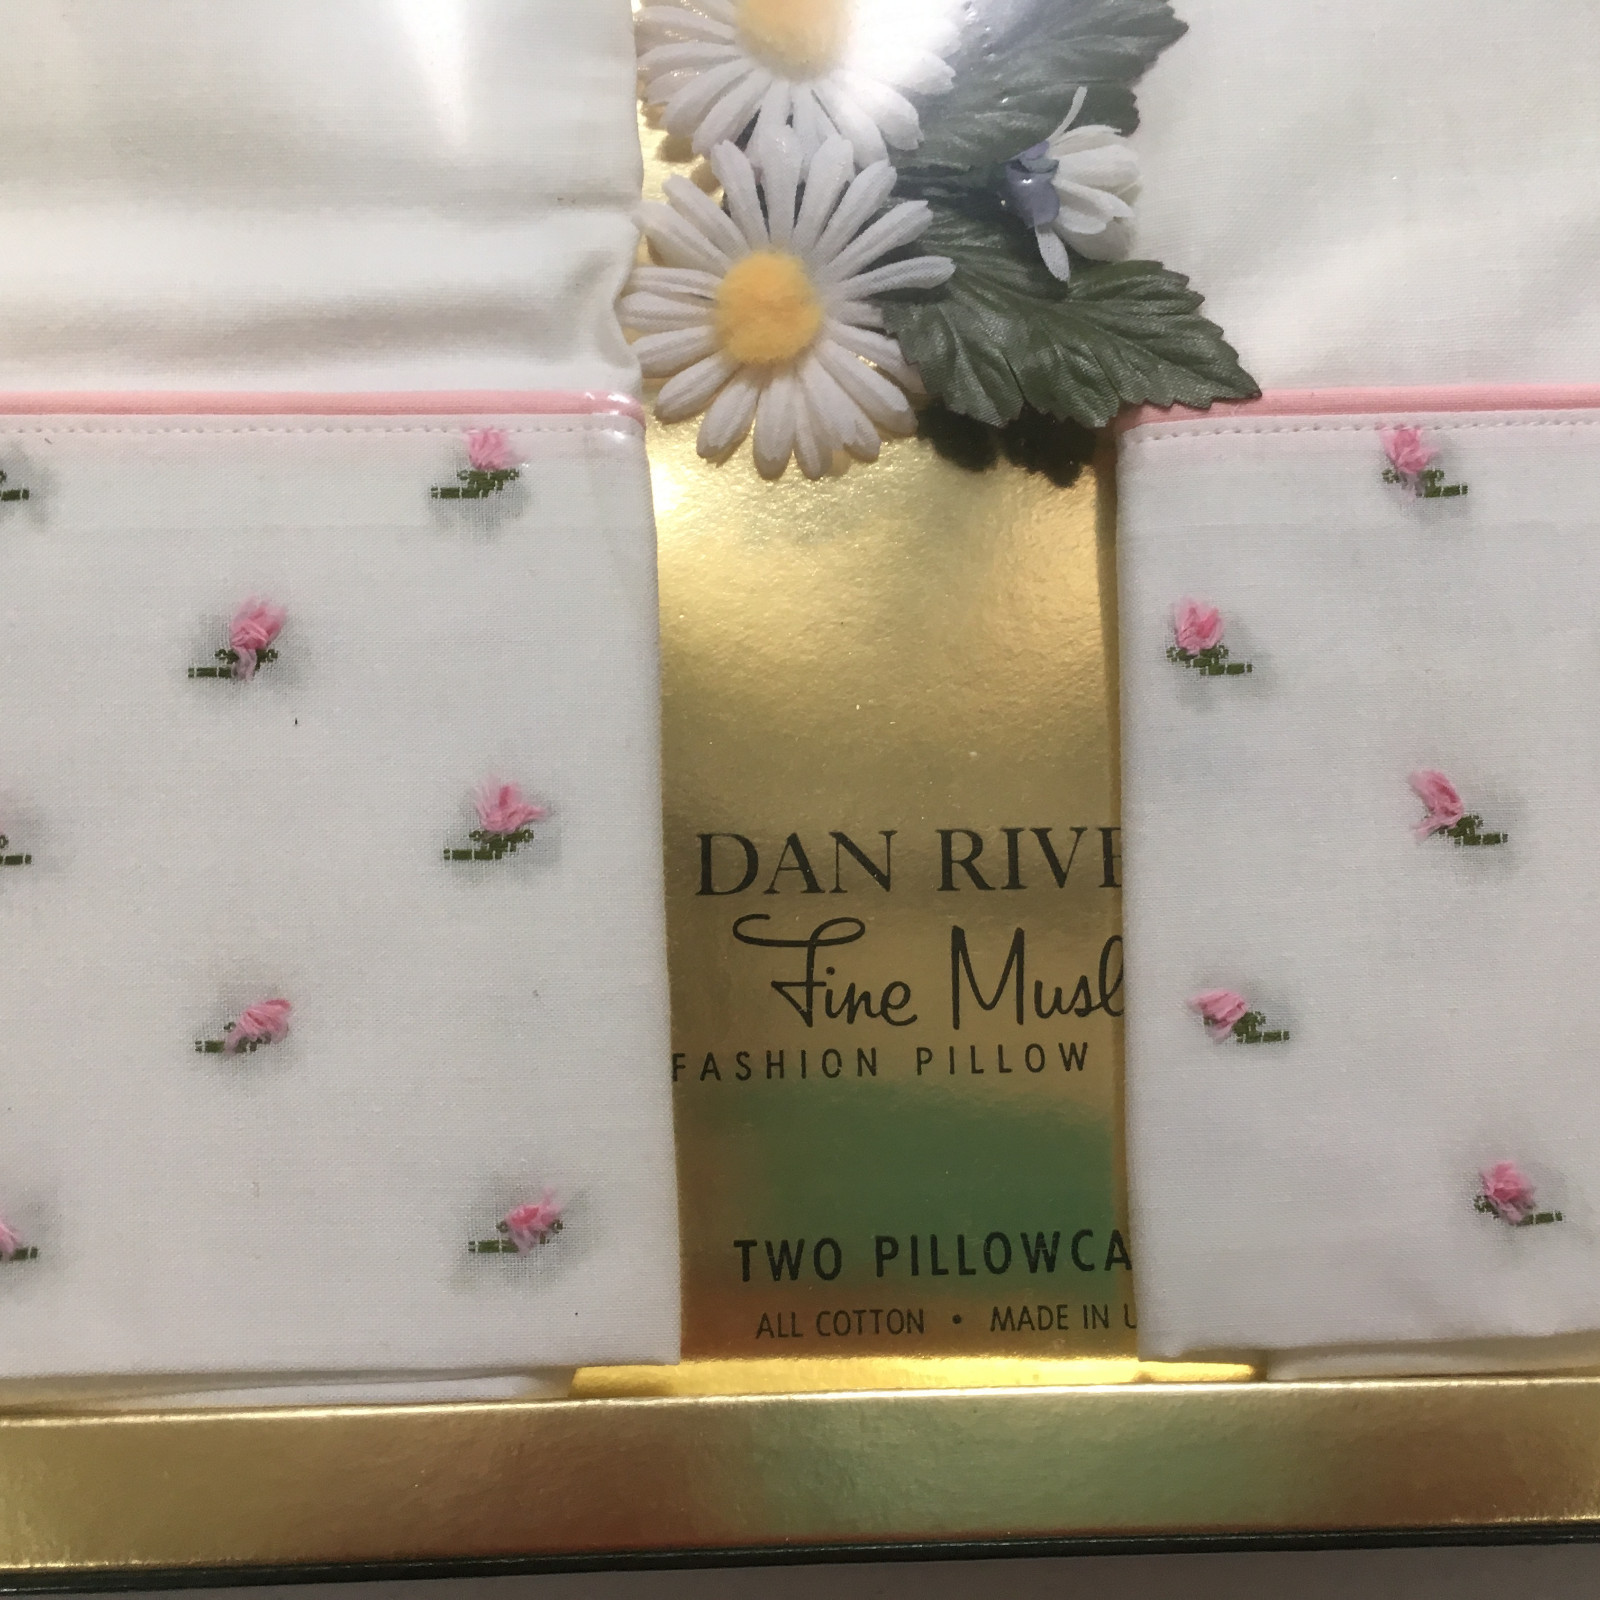 DAN RIVE
Fine Musl
FASHION PILLOW
TWO PILLOWCA
ALL COTTON • MADE IN U